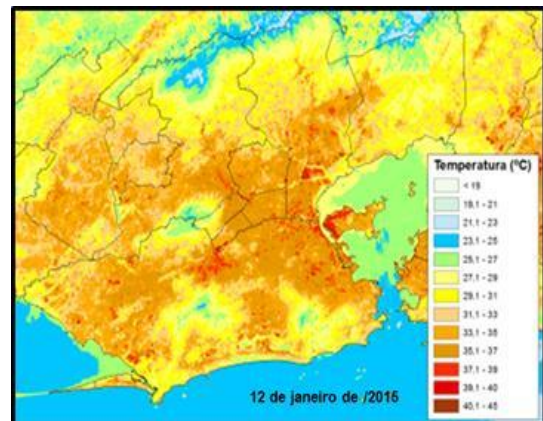 Temperatura (°C)
< 19
19,1 - 21
21,1 - 23
23,1 - 25
25,1 - 27
27,1 - 29
29,1 - 31
31,1 - 33
33,1 - 35
35,1 - 37
37,1 - 39
39,1 - 40
40,1 - 45
12 de janeiro de /2015